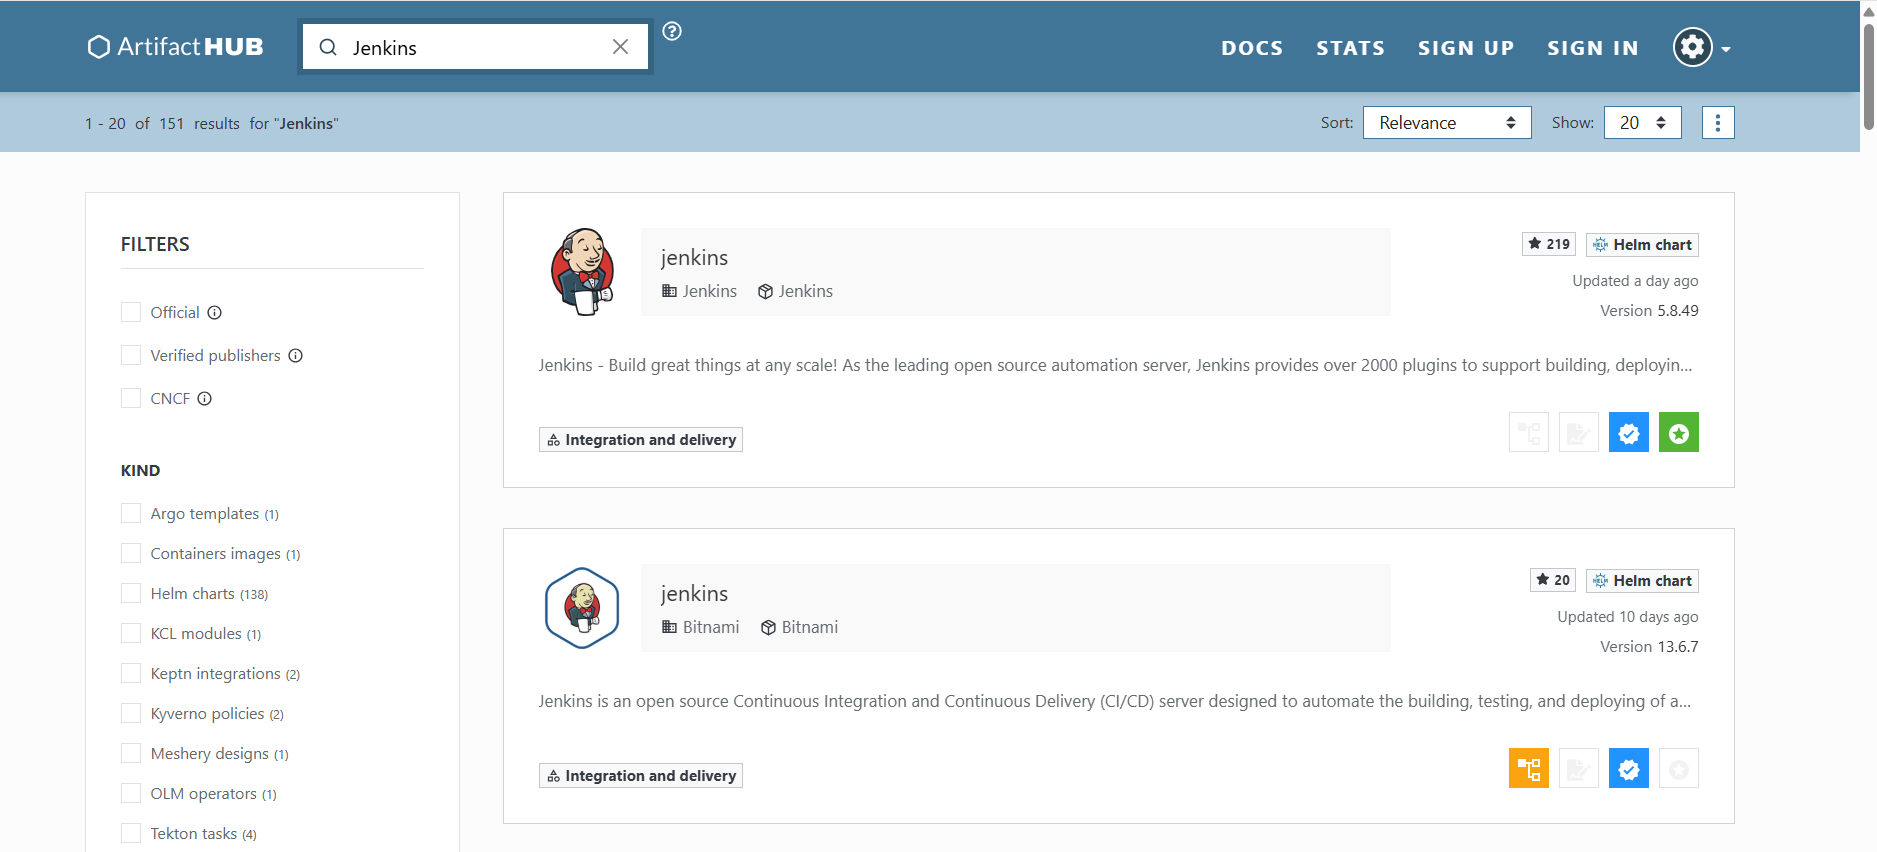 ArtifactHUB
Jenkins
DOCS STATS SIGN UP SIGN IN
1 - 20 of 151 results for "Jenkins"
Sort: Relevance Show: 20
FILTERS
Official
Verified publishers
CNCF
KIND
Argo templates (1)
Containers images (1)
Helm charts (138)
KCL modules (1)
Keptn integrations (2)
Kyverno policies (2)
Meshery designs (1)
OLM operators (1)
Tekton tasks (4)
jenkins
Jenkins Jenkins
219 Helm chart
Updated a day ago
Version 5.8.49
Jenkins - Build great things at any scale! As the leading open source automation server, Jenkins provides over 2000 plugins to support building, deployin...
Integration and delivery
jenkins
Bitnami Bitnami
20 Helm chart
Updated 10 days ago
Version 13.6.7
Jenkins is an open source Continuous Integration and Continuous Delivery (CI/CD) server designed to automate the building, testing, and deploying of a...
Integration and delivery